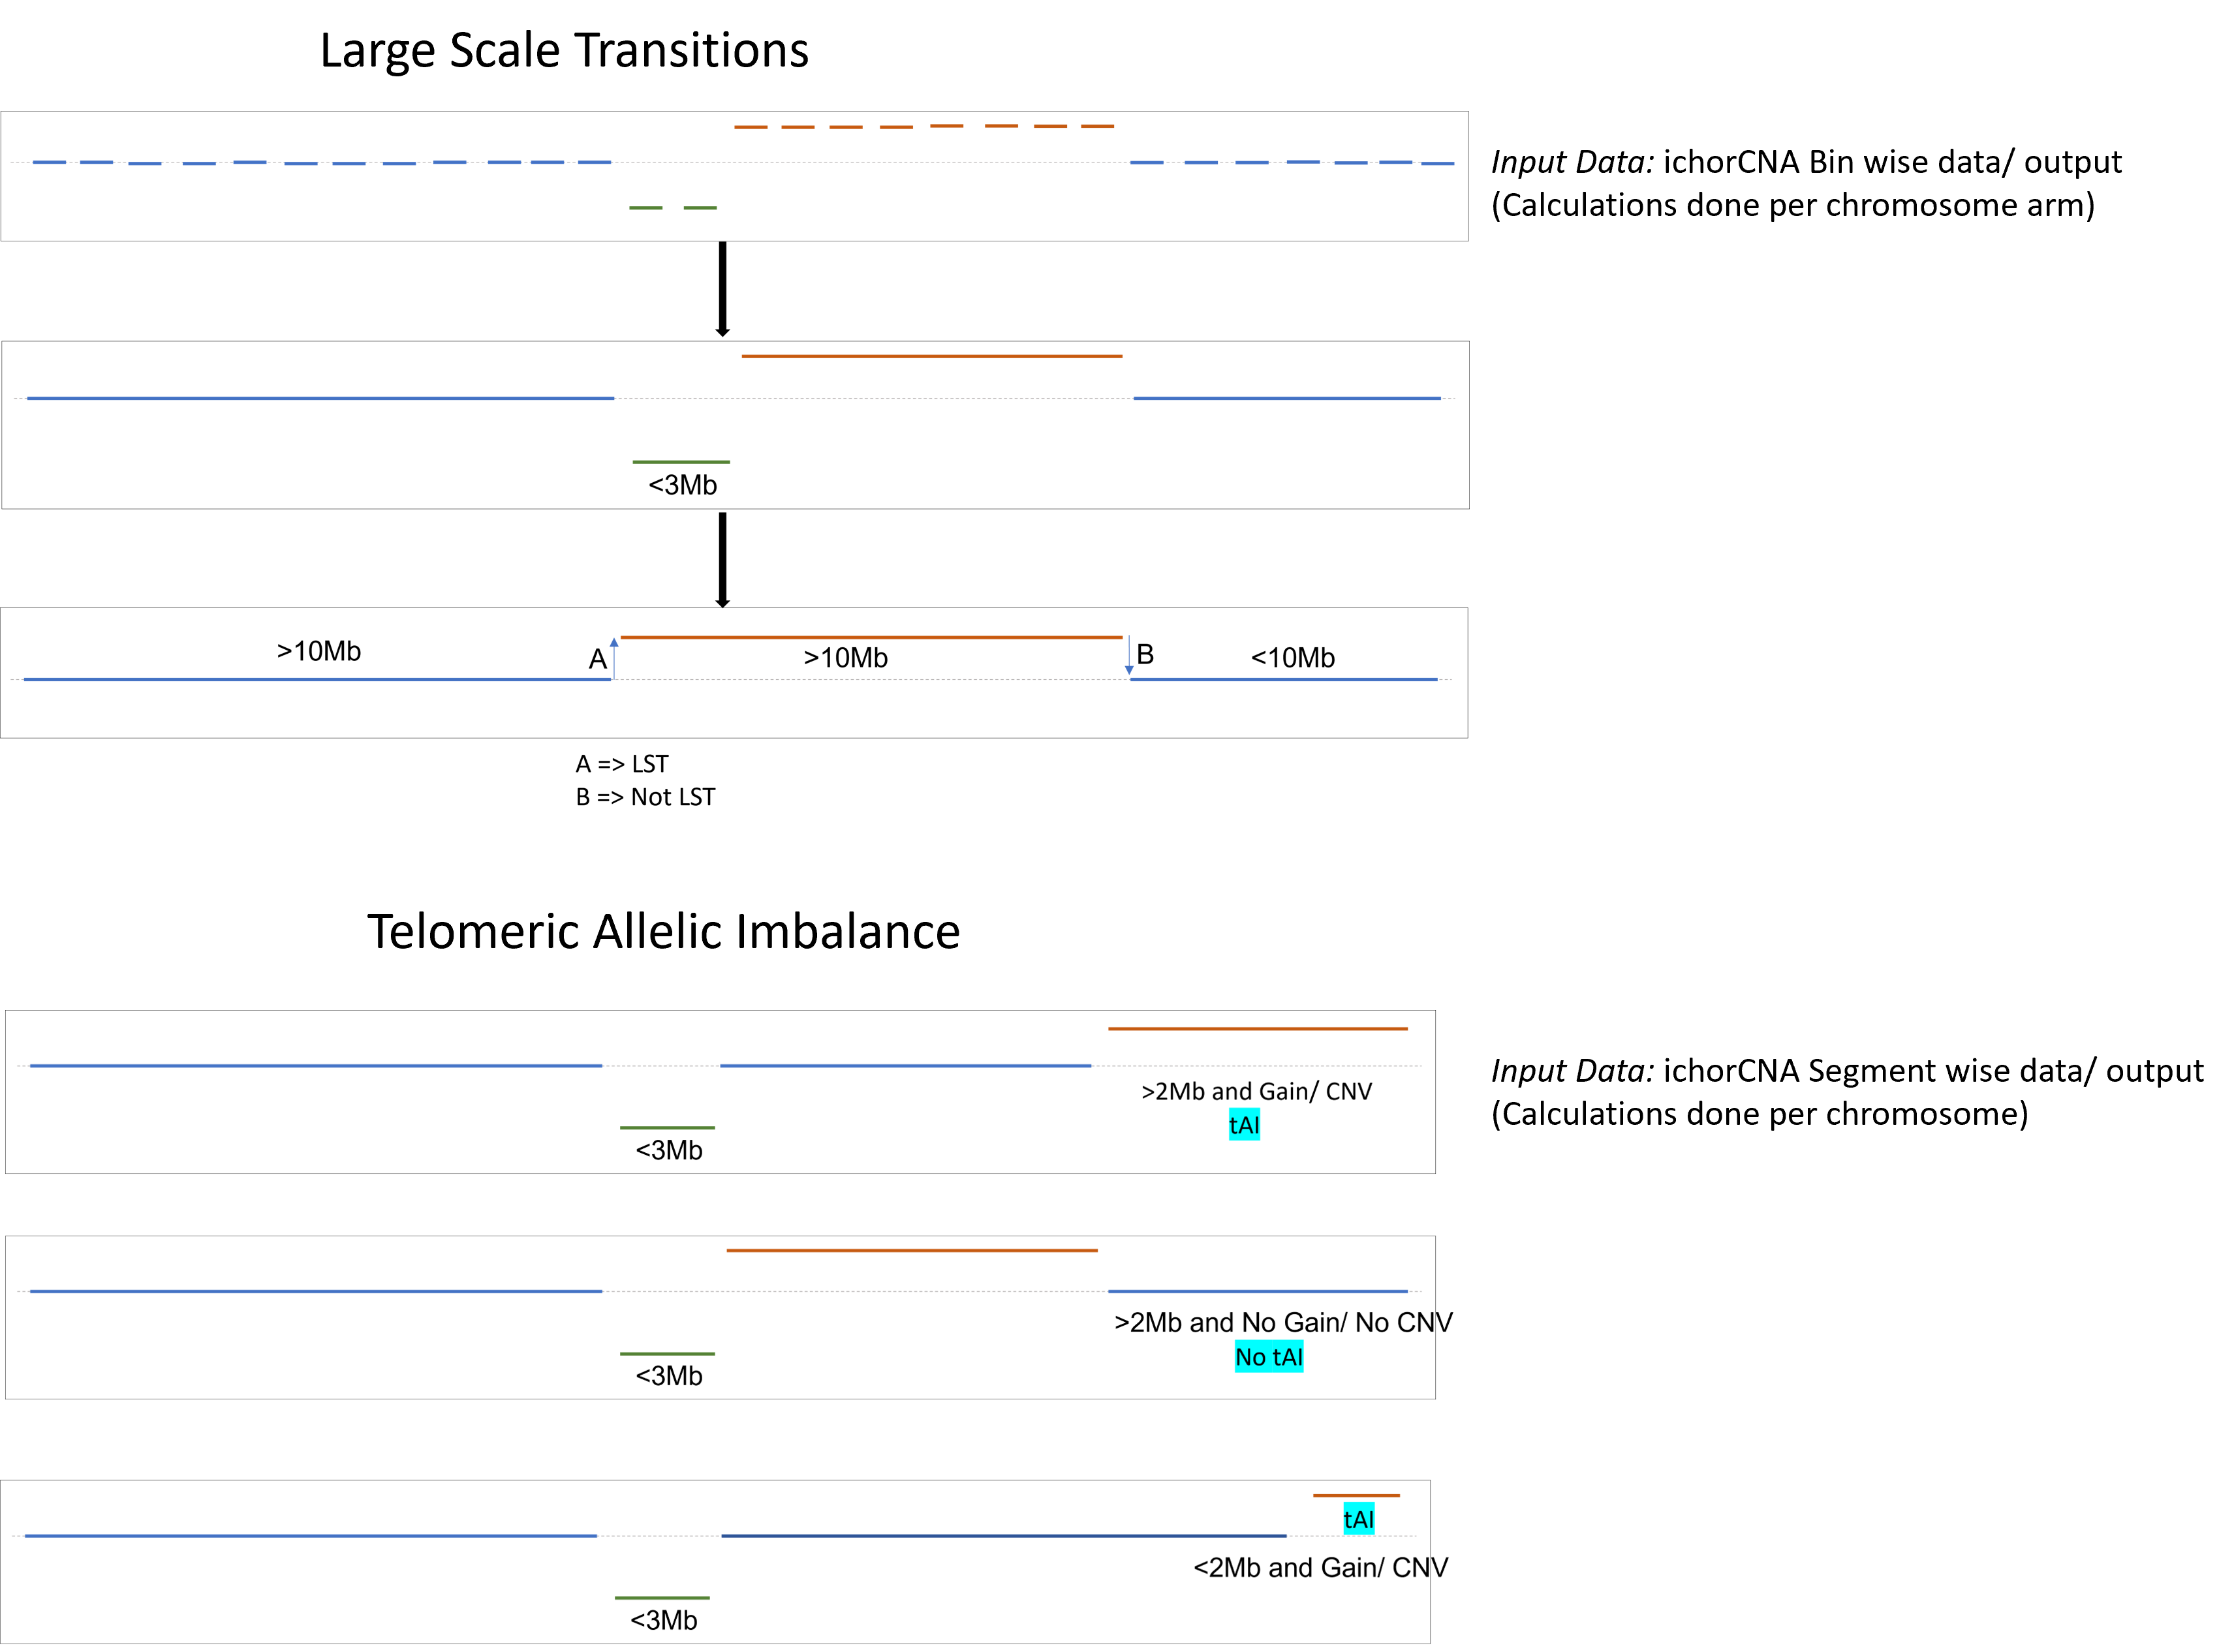 Large Scale Transitions
Input Data: ichorCNA Bin wise data/ output
(Calculations done per chromosome arm)
<3Mb
>10Mb
A
>10Mb
B
<10Mb
A => LST
B => Not LST
Telomeric Allelic Imbalance
Input Data: ichorCNA Segment wise data/ output
(Calculations done per chromosome)
>2Mb and Gain/ CNV
tAI
<3Mb
>2Mb and No Gain/ No CNV
No tAI
<3Mb
tAI
<2Mb and Gain/ CNV
<3Mb